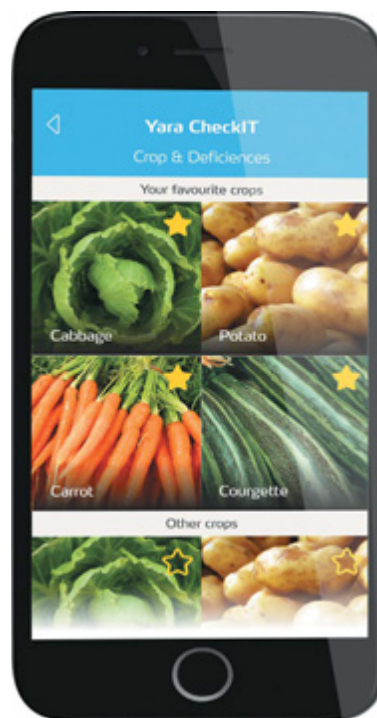 Yara CheckIT
Crop & Deficiences
Your favourite crops
Cabbage
Potato
Carrot
Courgette
Other crops